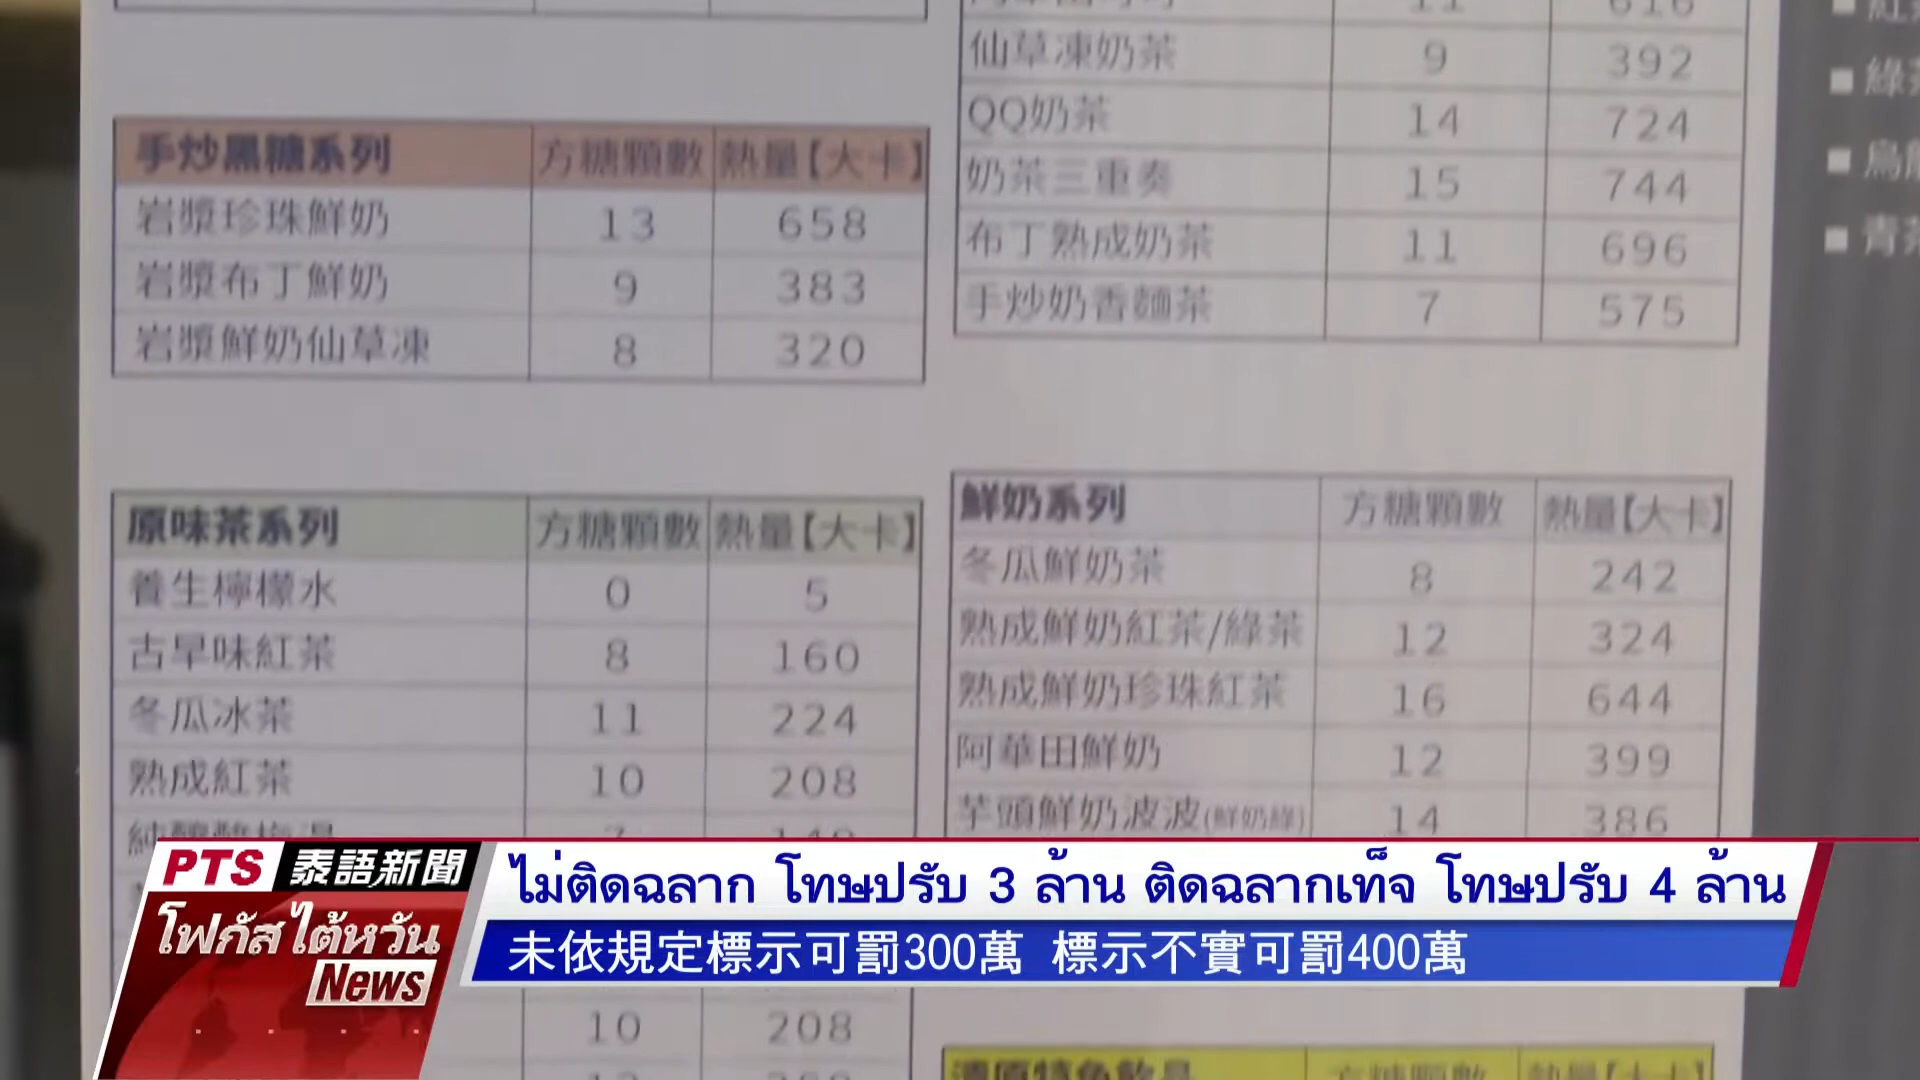 手炒黑糖系列 方糖顆數 熱量【大卡】
岩漿珍珠鮮奶 13 658
岩漿布丁鮮奶 9 383
岩漿鮮奶仙草凍 8 320
原味茶系列 方糖顆數 熱量【大卡】
養生檸檬水 0 5
古早味紅茶 8 160
冬瓜冰茶 11 224
熟成紅茶 10 208
10 208
仙草凍奶茶 9 392
QQ奶茶 14 724
奶茶三重奏 15 744
布丁熟成奶茶 11 696
手炒奶香麵茶 7 575
鮮奶系列 方糖顆數 熱量【大卡】
冬瓜鮮奶茶 8 242
熟成鮮奶紅茶/綠茶 12 324
熟成鮮奶珍珠紅茶 16 644
阿華田鮮奶 12 399
芋頭鮮奶波波(鮮奶綠) 14 386
方糖顆數 熱量【大卡】
PTS 泰語新聞
โฟกัสไต้หวัน
News
ไม่ติดฉลาก โทษปรับ 3 ล้าน ติดฉลากเท็จ โทษปรับ 4 ล้าน
未依規定標示可罰300萬 標示不實可罰400萬